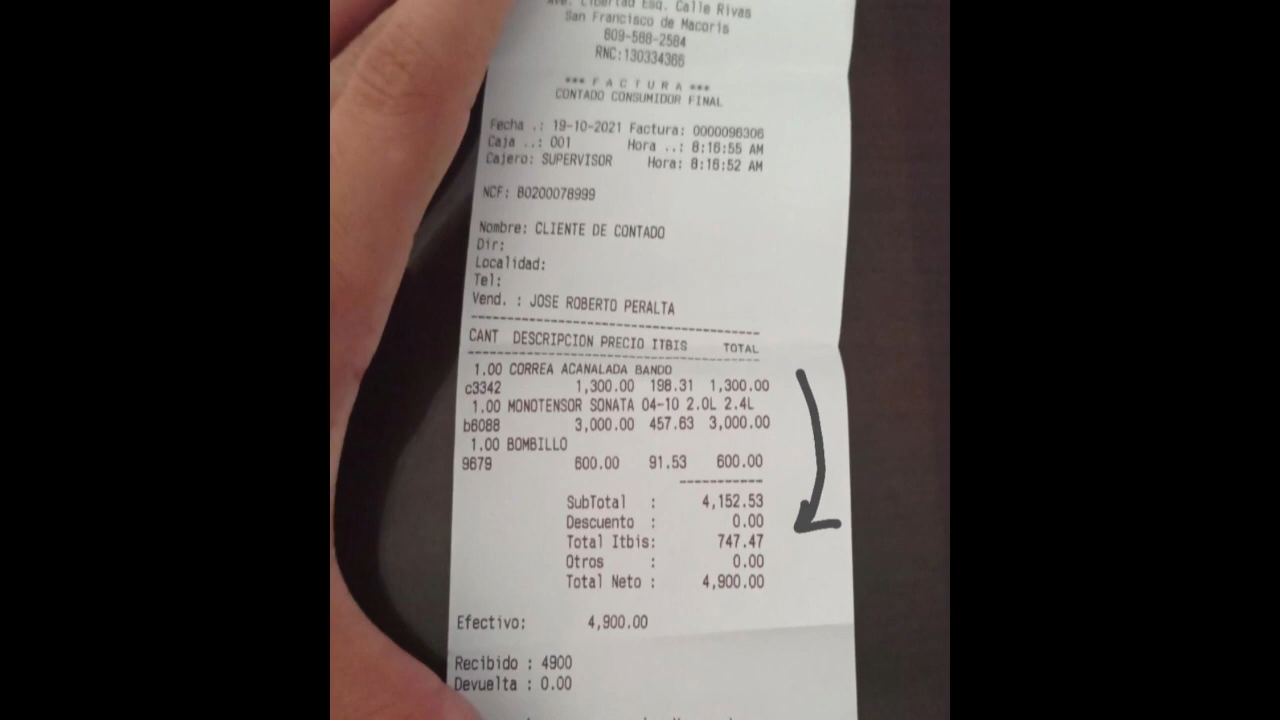 Ave. Libertad Esq. Calle Rivas
San Francisco de Macoris
809-588-2584
RNC:130334366
*** F A C T U R A ***
CONTADO CONSUMIDOR FINAL
Fecha .: 19-10-2021 Factura: 0000096306
Caja ..: 001 Hora ..: 8:16:55 AM
Cajero: SUPERVISOR Hora: 8:16:52 AM
NCF: B0200078999
Nombre: CLIENTE DE CONTADO
Dir:
Localidad:
Tel:
Vend. : JOSE ROBERTO PERALTA
CANT DESCRIPCION PRECIO ITBIS TOTAL
1.00 CORREA ACANALADA BANDO
c3342 1,300.00 198.31 1,300.00
1.00 MONOTENSOR SONATA 04-10 2.0L 2.4L
b6088 3,000.00 457.63 3,000.00
1.00 BOMBILLO
9679 600.00 91.53 600.00
SubTotal : 4,152.53
Descuento : 0.00
Total Itbis: 747.47
Otros : 0.00
Total Neto : 4,900.00
Efectivo: 4,900.00
Recibido : 4900
Devuelta : 0.00